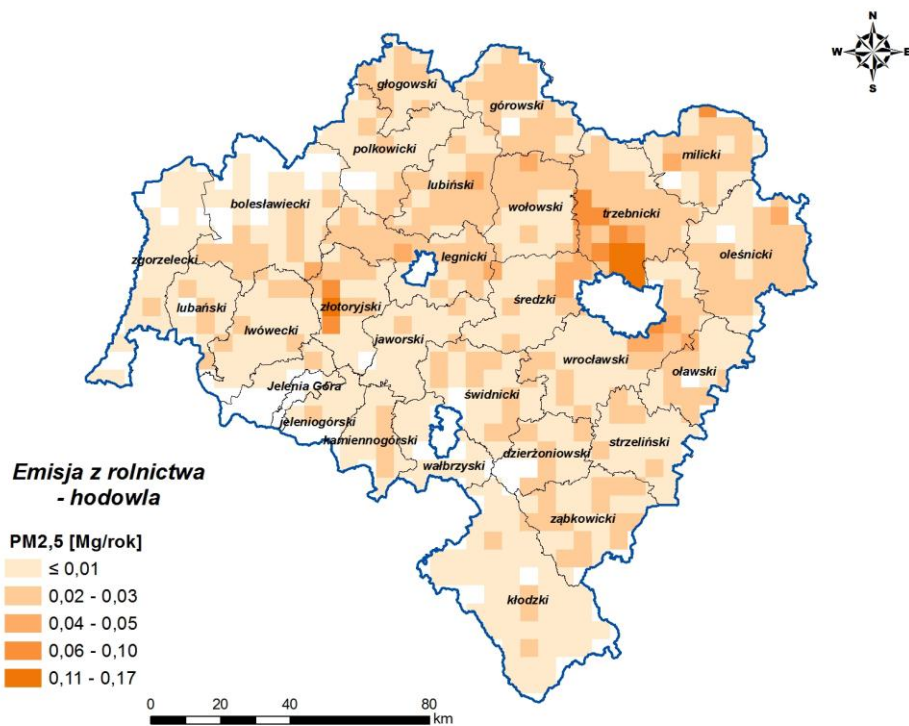 N
W E
S
głogowski
górowski
polkowicki
milicki
lubiński
bolesławiecki
wołowski
trzebnicki
zgorzelecki
legnicki
oleśnicki
lubański
złotoryjski
średzki
lwówecki
jaworski
wrocławski
oławski
Jelenia Góra
świdnicki
jeleniogórski
kamiennogórski
strzeliński
dzierżoniowski
wałbrzyski
ząbkowicki
kłodzki
Emisja z rolnictwa
- hodowla
PM2,5 [Mg/rok]
≤ 0,01
0,02 - 0,03
0,04 - 0,05
0,06 - 0,10
0,11 - 0,17
0 20 40 80
km